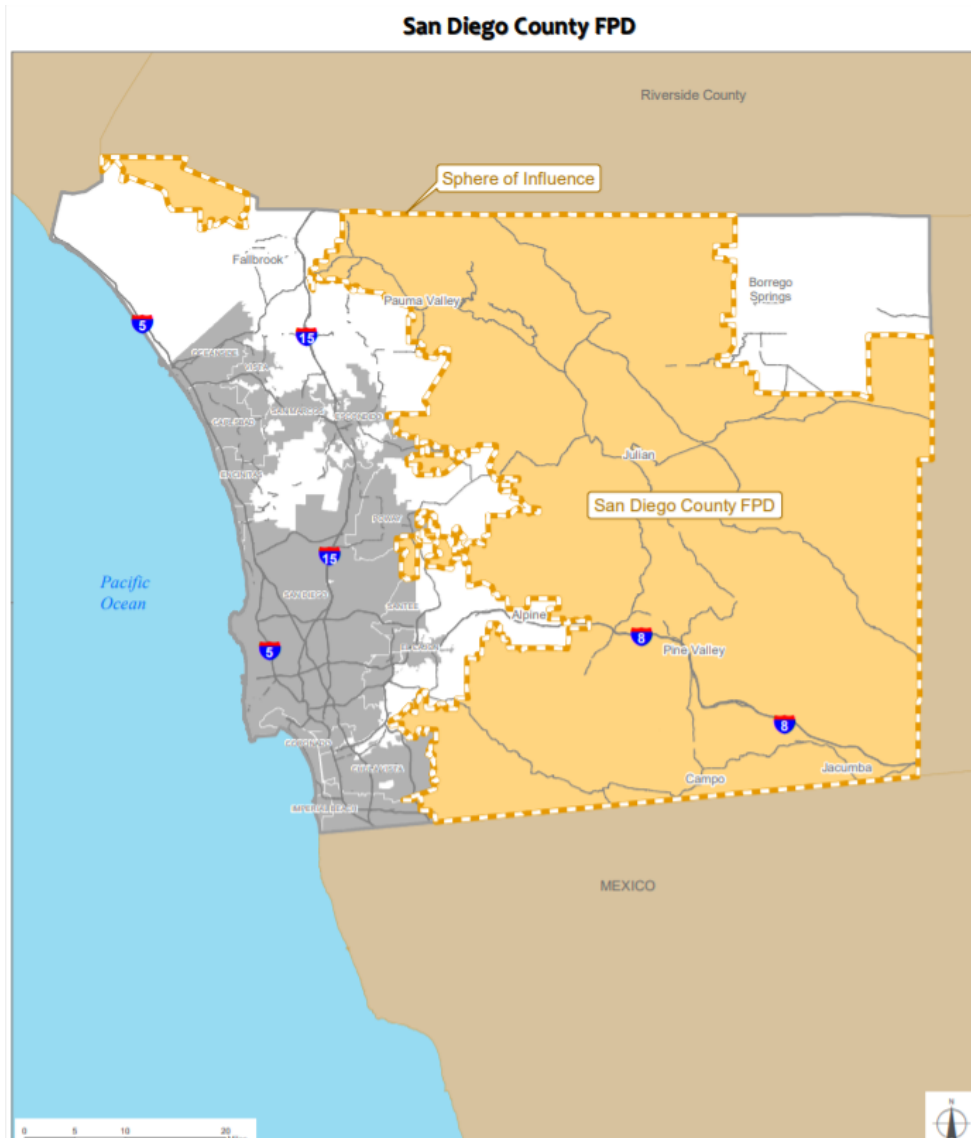 San Diego County FPD
Riverside County
Sphere of Influence
Fallbrook
Borrego
Springs
Pauma Valley
5
15
OCEANSIDE
VISTA
SAN MARCOS
ESCONDIDO
CARLSBAD
ENCINITAS
Julian
San Diego County FPD
POWAY
15
Pacific
Ocean
SAN DIEGO
SANTEE
Alpine
8
5
EL CAJON
Pine Valley
8
CORONADO
CHULA VISTA
Jacumba
Campo
IMPERIAL BEACH
MEXICO
N
0 5 10 20